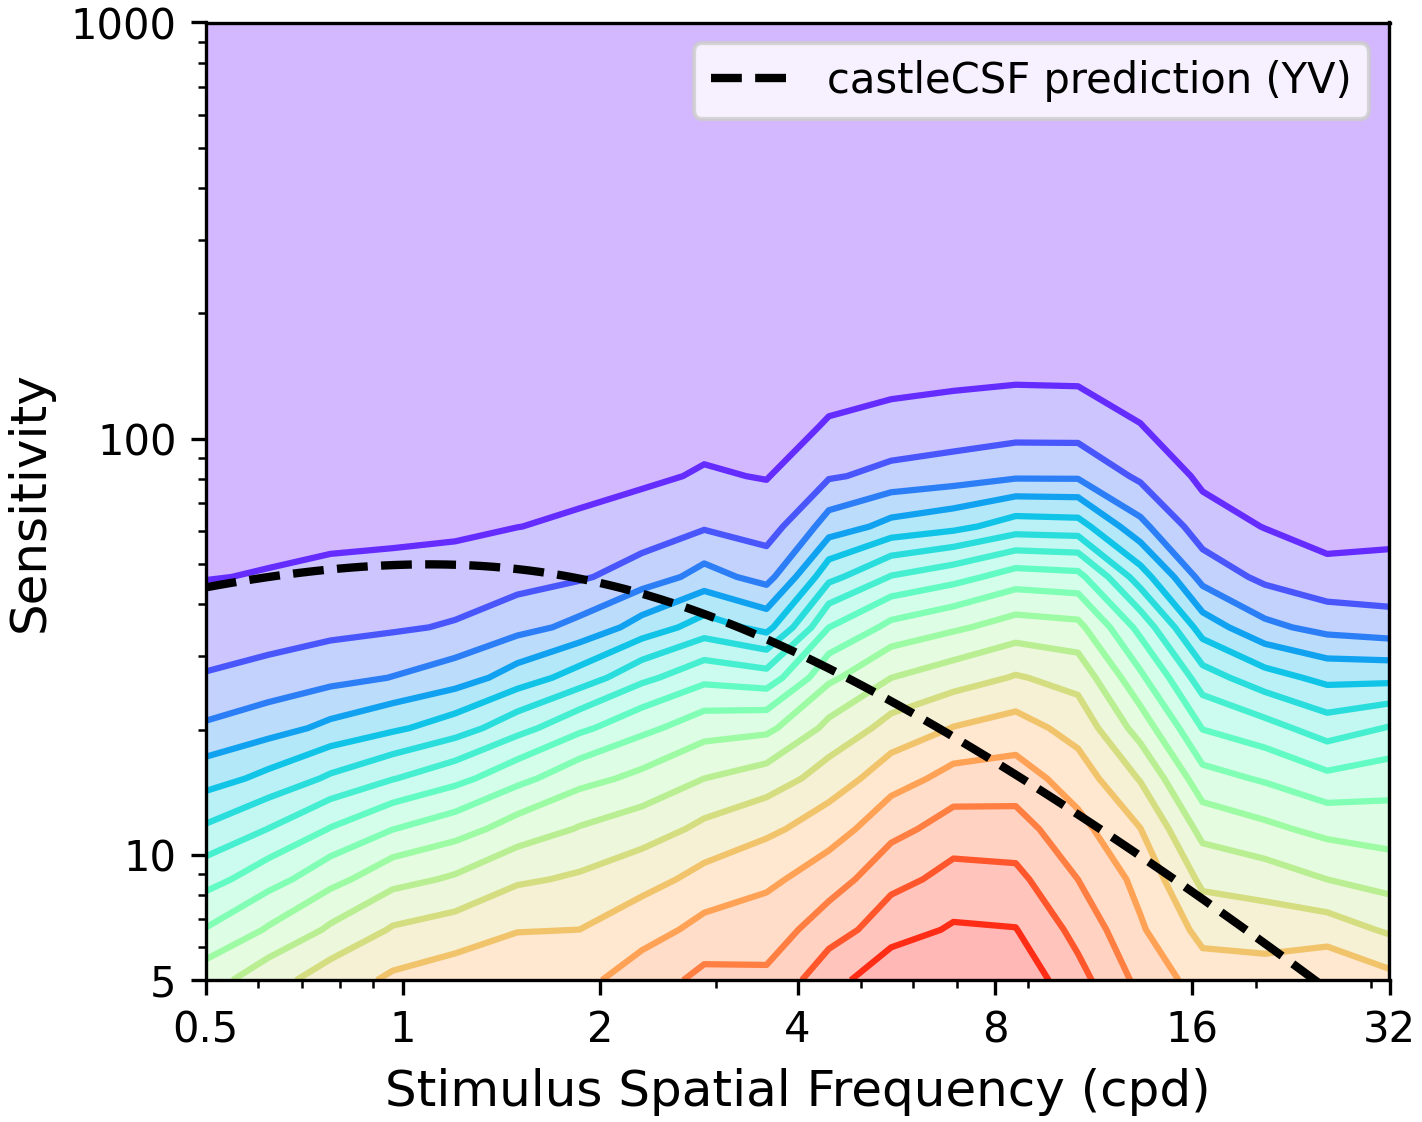 1000
castleCSF prediction (YV)
100
Sensitivity
10
5
0.5 1 2 4 8 16 32
Stimulus Spatial Frequency (cpd)